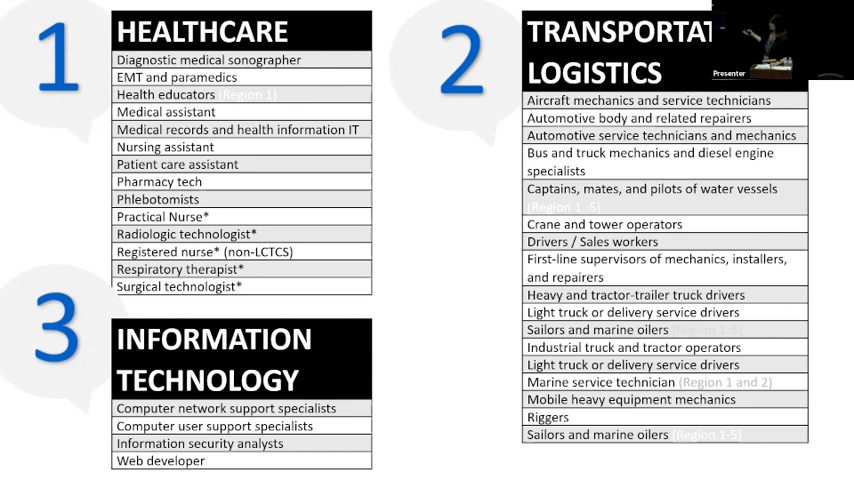 1
HEALTHCARE
Diagnostic medical sonographer
EMT and paramedics
Health educators (Region 1)
Medical assistant
Medical records and health information IT
Nursing assistant
Patient care assistant
Pharmacy tech
Phlebotomists
Practical Nurse*
Radiologic technologist*
Registered nurse* (non-LCTCS)
Respiratory therapist*
Surgical technologist*
3
INFORMATION
TECHNOLOGY
Computer network support specialists
Computer user support specialists
Information security analysts
Web developer
2
TRANSPORTAT
LOGISTICS
Aircraft mechanics and service technicians
Automotive body and related repairers
Automotive service technicians and mechanics
Bus and truck mechanics and diesel engine
specialists
Captains, mates, and pilots of water vessels
(Region 1 -5)
Crane and tower operators
Drivers / Sales workers
First-line supervisors of mechanics, installers,
and repairers
Heavy and tractor-trailer truck drivers
Light truck or delivery service drivers
Sailors and marine oilers (Region 1-5)
Industrial truck and tractor operators
Light truck or delivery service drivers
Marine service technician (Region 1 and 2)
Mobile heavy equipment mechanics
Riggers
Sailors and marine oilers (Region 1-5)
Presenter